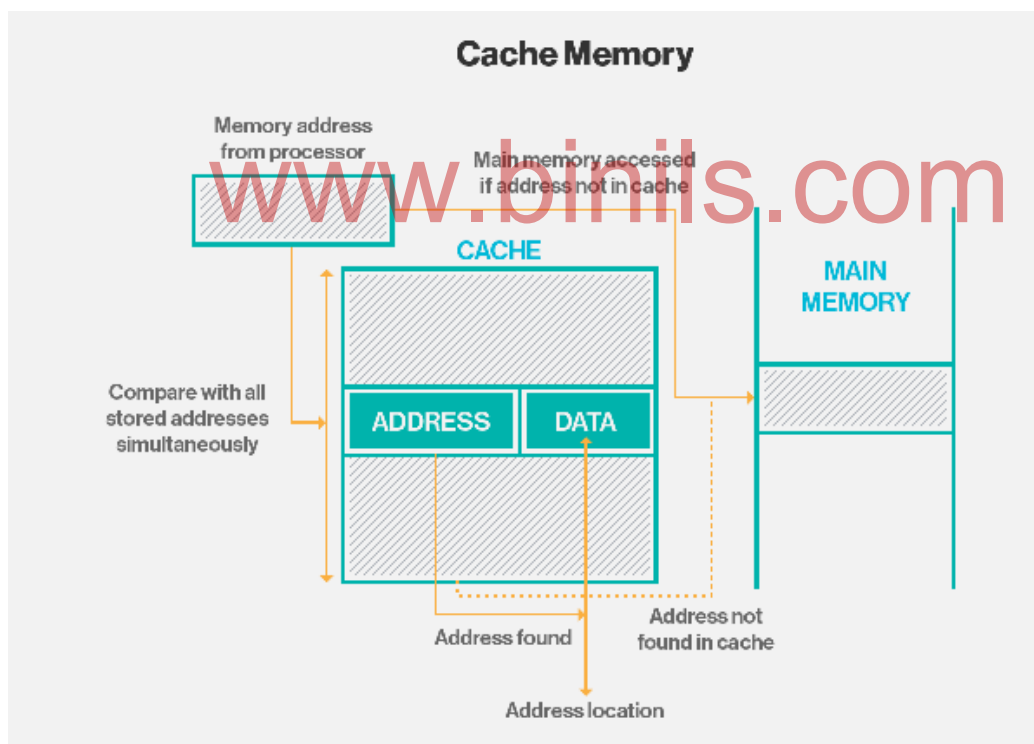 Cache Memory
Memory address
from processor
www.binils.com
Main memory accessed
if address not in cache
CACHE
MAIN
MEMORY
Compare with all
stored addresses
simultaneously
ADDRESS
DATA
Address found
Address not
found in cache
Address location